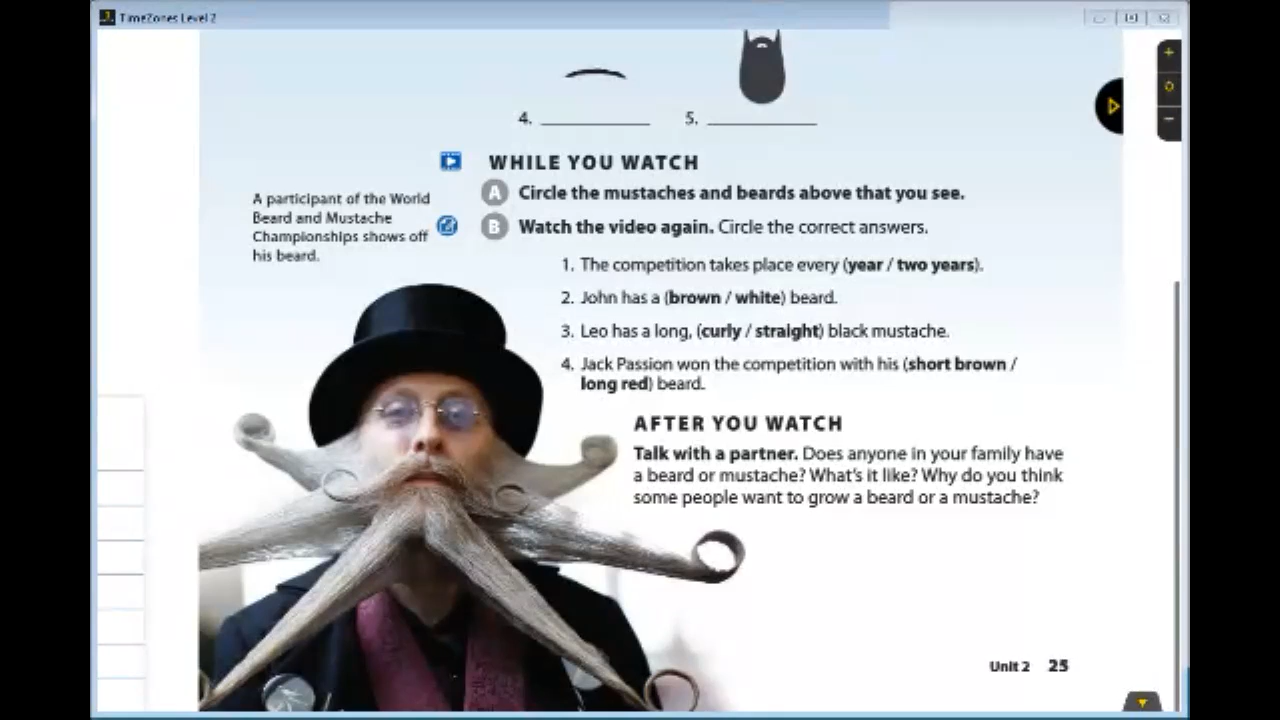 TimeZones Level 2
4. __________ 5. __________
WHILE YOU WATCH
A Circle the mustaches and beards above that you see.
B Watch the video again. Circle the correct answers.
A participant of the World
Beard and Mustache
Championships shows off
his beard.
1. The competition takes place every (year / two years).
2. John has a (brown / white) beard.
3. Leo has a long, (curly / straight) black mustache.
4. Jack Passion won the competition with his (short brown /
long red) beard.
AFTER YOU WATCH
Talk with a partner. Does anyone in your family have
a beard or mustache? What's it like? Why do you think
some people want to grow a beard or a mustache?
Unit 2 25